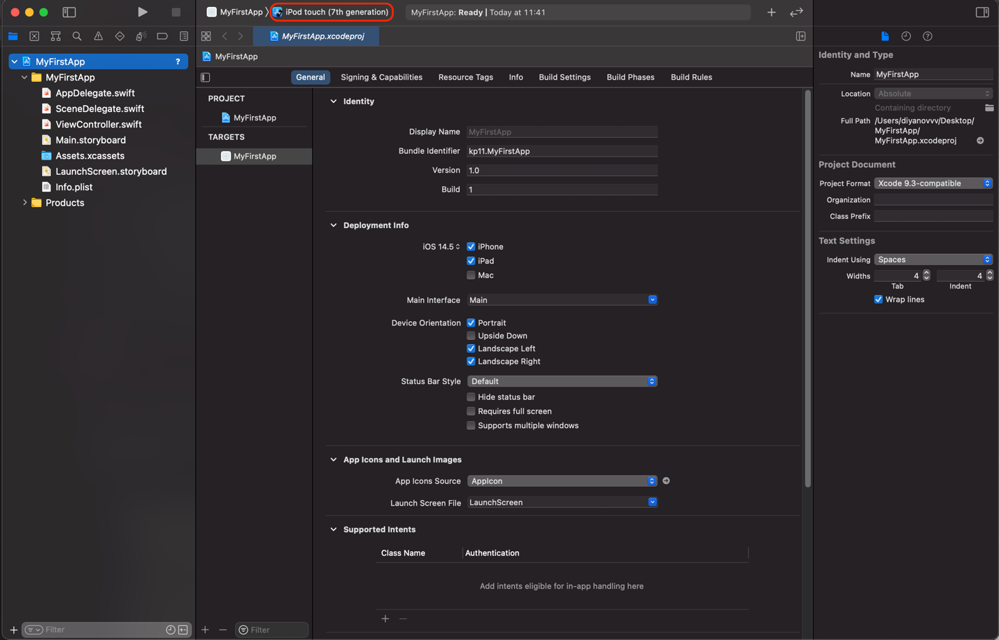 MyFirstApp 〉 iPod touch (7th generation)
MyFirstApp: Ready | Today at 11:41
MyFirstApp.xcodeproj
MyFirstApp
MyFirstApp ?
MyFirstApp
AppDelegate.swift
SceneDelegate.swift
ViewController.swift
Main.storyboard
Assets.xcassets
LaunchScreen.storyboard
Info.plist
Products
Filter
General Signing & Capabilities Resource Tags Info Build Settings Build Phases Build Rules
PROJECT
MyFirstApp
TARGETS
MyFirstApp
Filter
Identity
Display Name MyFirstApp
Bundle Identifier kp11.MyFirstApp
Version 1.0
Build 1
Deployment Info
iOS 14.5 iPhone
iPad
Mac
Main Interface Main
Device Orientation Portrait
Upside Down
Landscape Left
Landscape Right
Status Bar Style Default
Hide status bar
Requires full screen
Supports multiple windows
App Icons and Launch Images
App Icons Source AppIcon
Launch Screen File LaunchScreen
Supported Intents
Class Name Authentication
Add intents eligible for in-app handling here
Identity and Type
Name MyFirstApp
Location Absolute
Containing directory
Full Path /Users/diyanovvv/Desktop/
MyFirstApp/
MyFirstApp.xcodeproj
Project Document
Project Format Xcode 9.3-compatible
Organization
Class Prefix
Text Settings
Indent Using Spaces
Widths 4 4
Tab Indent
Wrap lines